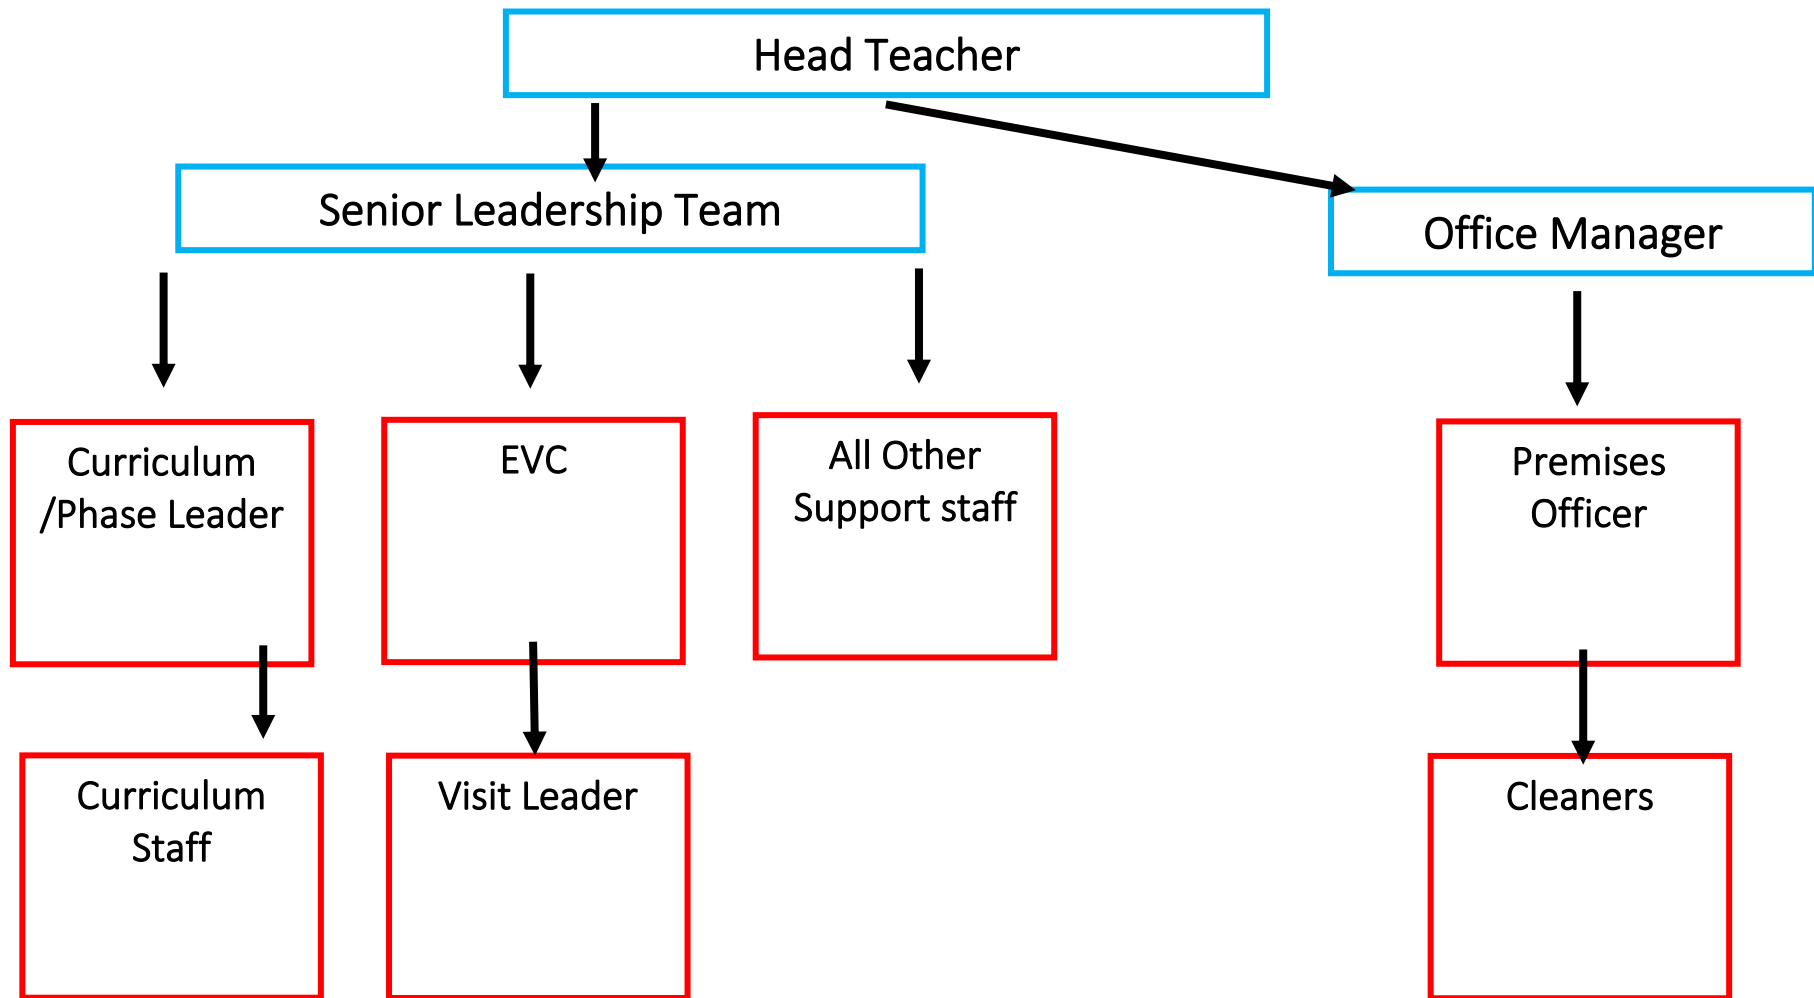 Head Teacher
Senior Leadership Team
Office Manager
Curriculum
/Phase Leader
EVC
All Other
Support staff
Premises
Officer
Curriculum
Staff
Visit Leader
Cleaners